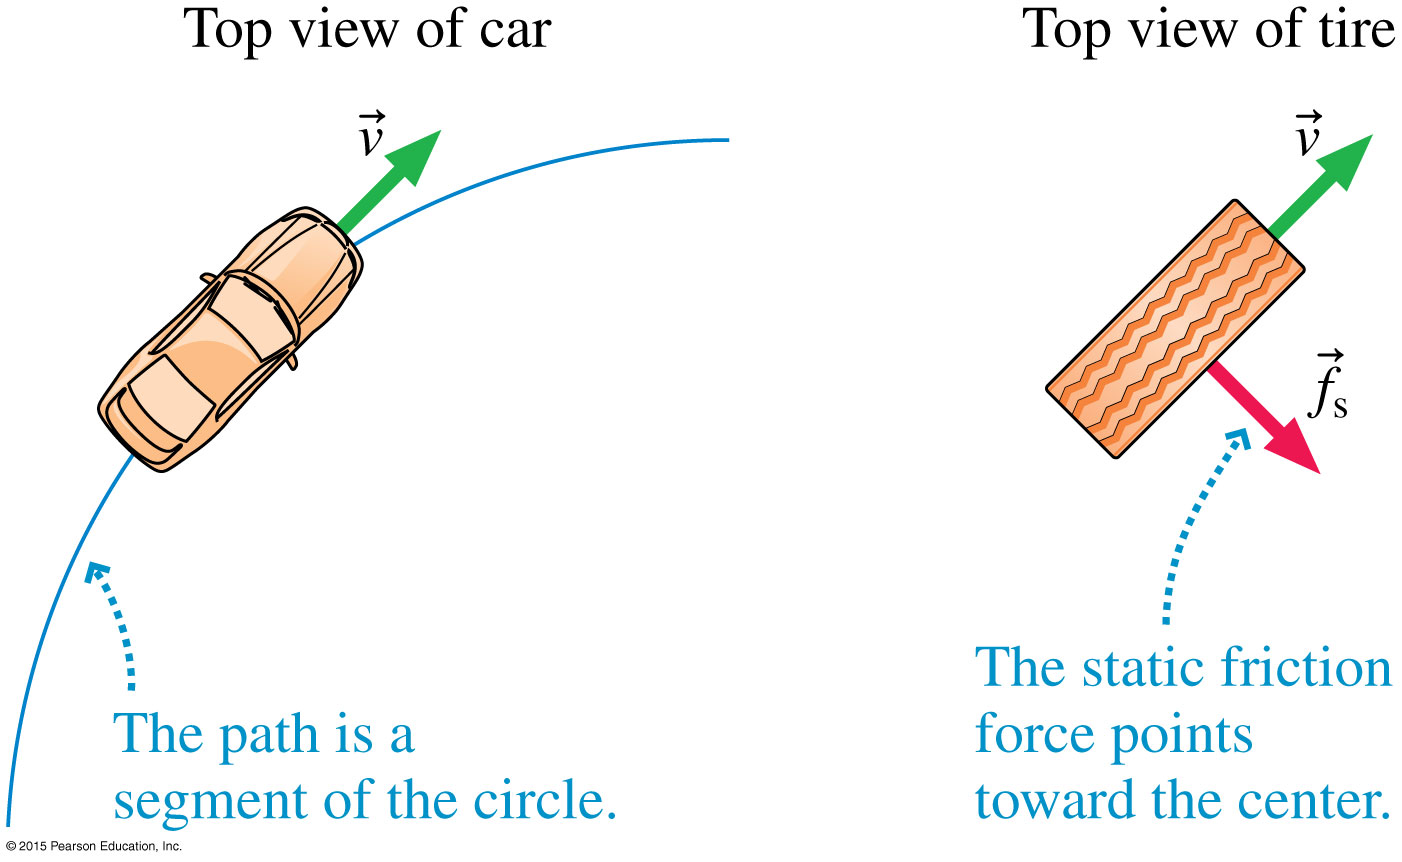 Top view of car
Top view of tire
v⃗
v⃗
f⃗s
The path is a
segment of the circle.
The static friction
force points
toward the center.
© 2015 Pearson Education, Inc.